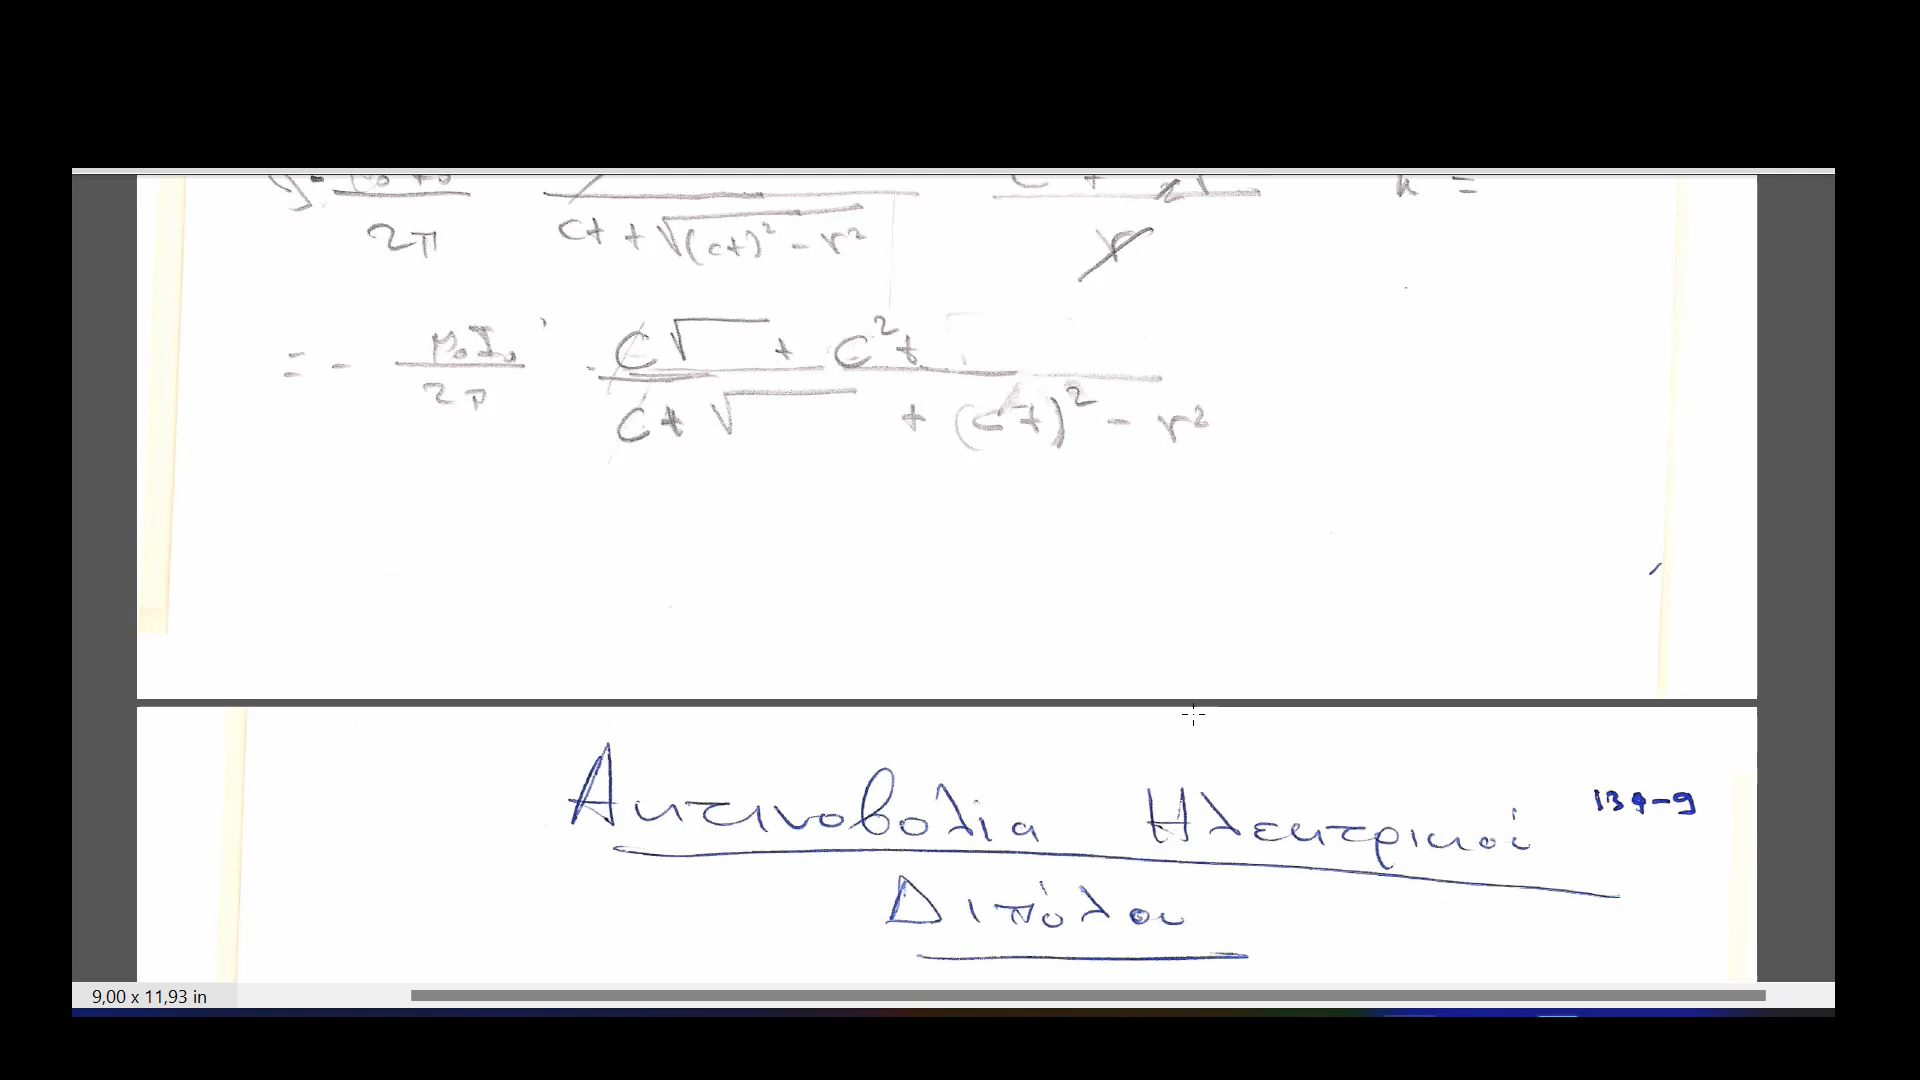 2π ct + √(ct)² - r² r
= - μ₀I₀ / 2π · c√ + c²t / ct√ + (ct)² - r²
Ακτινοβολία Ηλεκτρικού
134-9
Διπόλου
9,00 x 11,93 in